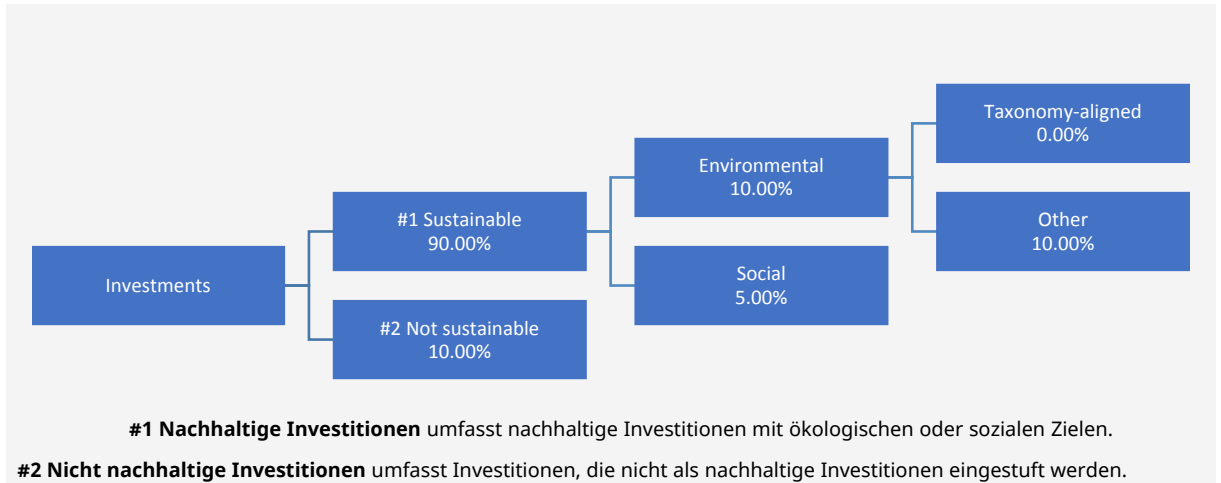 Investments
#1 Sustainable
90.00%
#2 Not sustainable
10.00%
Environmental
10.00%
Social
5.00%
Taxonomy-aligned
0.00%
Other
10.00%
#1 Nachhaltige Investitionen umfasst nachhaltige Investitionen mit ökologischen oder sozialen Zielen.
#2 Nicht nachhaltige Investitionen umfasst Investitionen, die nicht als nachhaltige Investitionen eingestuft werden.